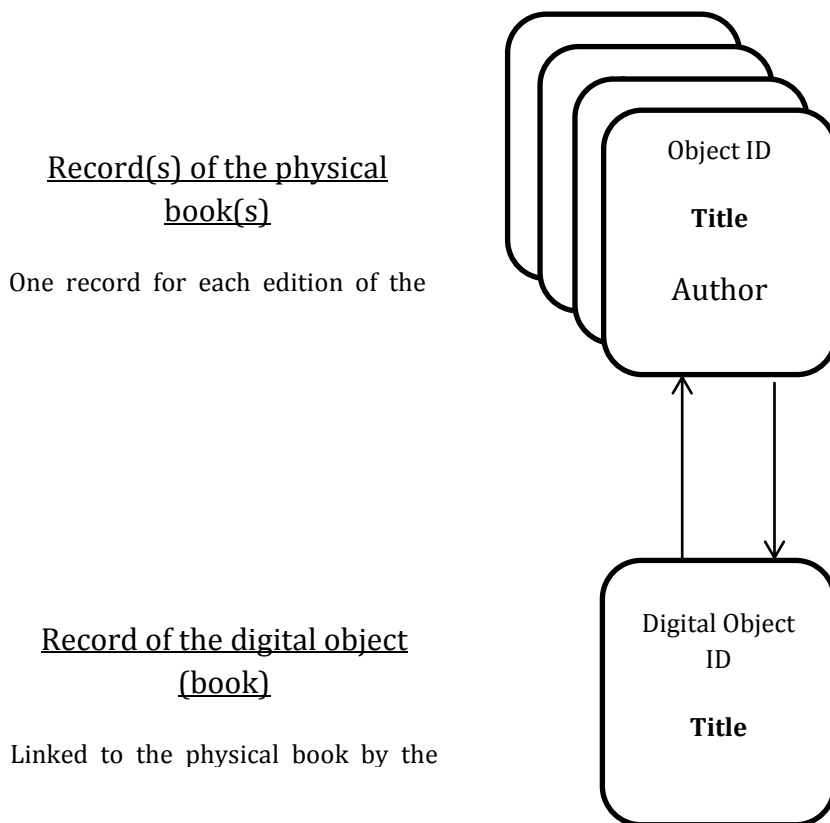 Record(s) of the physical
book(s)
One record for each edition of the
Object ID
Title
Author
Record of the digital object
(book)
Linked to the physical book by the
Digital Object
ID
Title